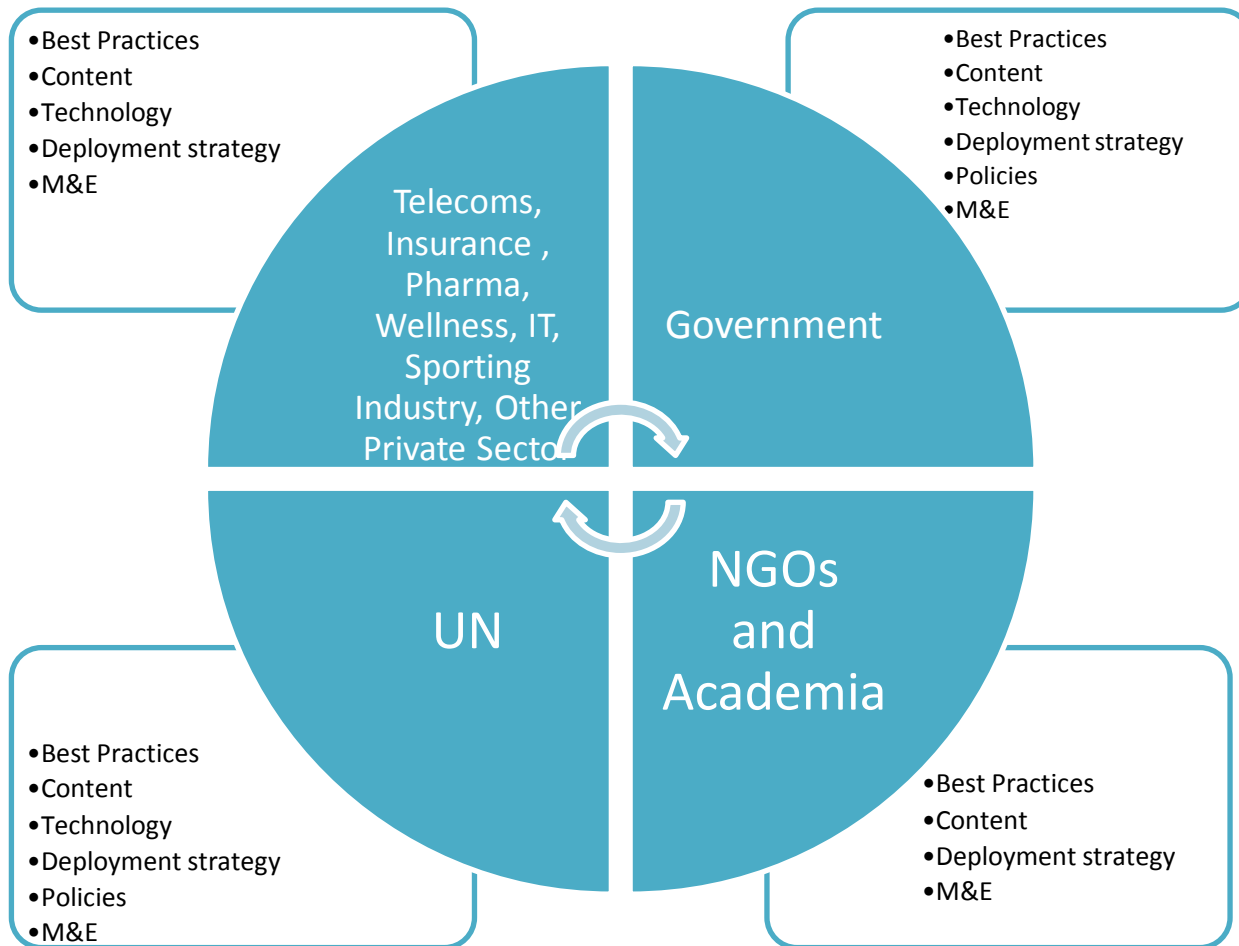 •Best Practices
•Content
•Technology
•Deployment strategy
•M&E
•Best Practices
•Content
•Technology
•Deployment strategy
•Policies
•M&E
Telecoms,
Insurance ,
Pharma,
Wellness, IT,
Sporting
Industry, Other
Private Sector
Government
UN
NGOs
and
Academia
•Best Practices
•Content
•Technology
•Deployment strategy
•Policies
•M&E
•Best Practices
•Content
•Deployment strategy
•M&E